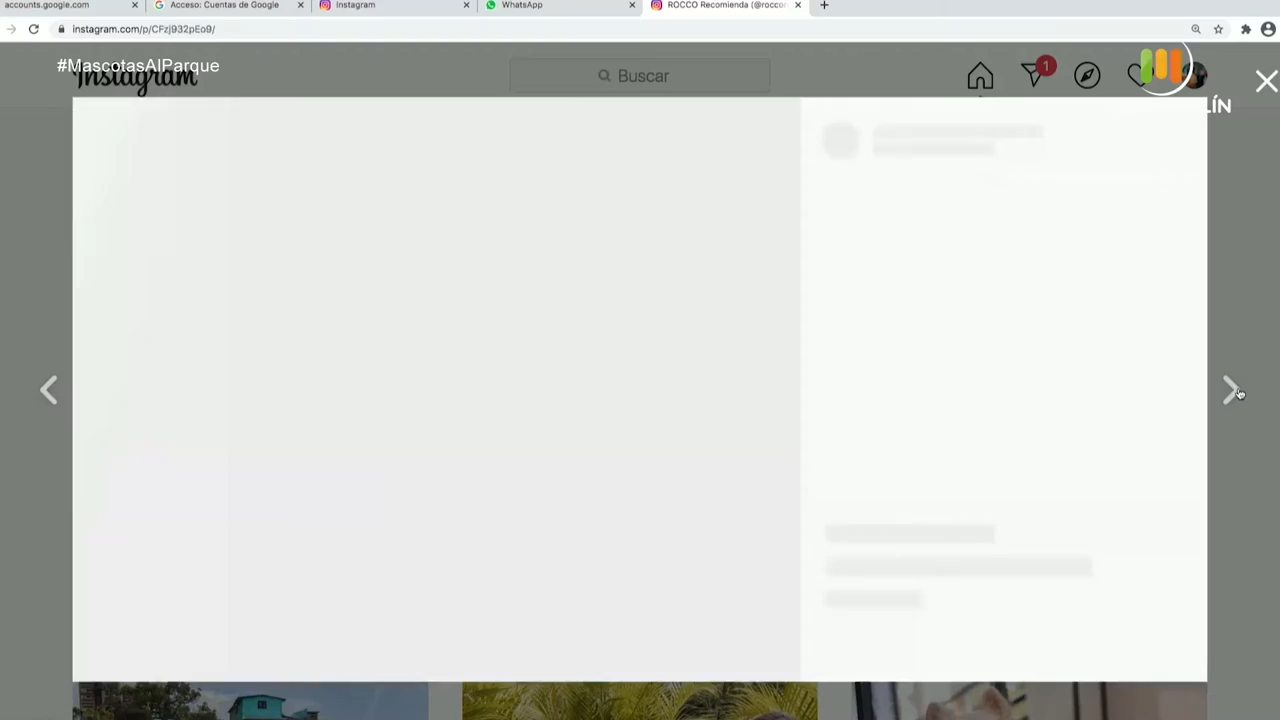 accounts.google.com
Acceso: Cuentas de Google
Instagram
WhatsApp
ROCCO Recomienda (@rocco
instagram.com/p/CFzj932pEo9/
#MascotasAlParque
Instagram
Buscar
1
LÍN